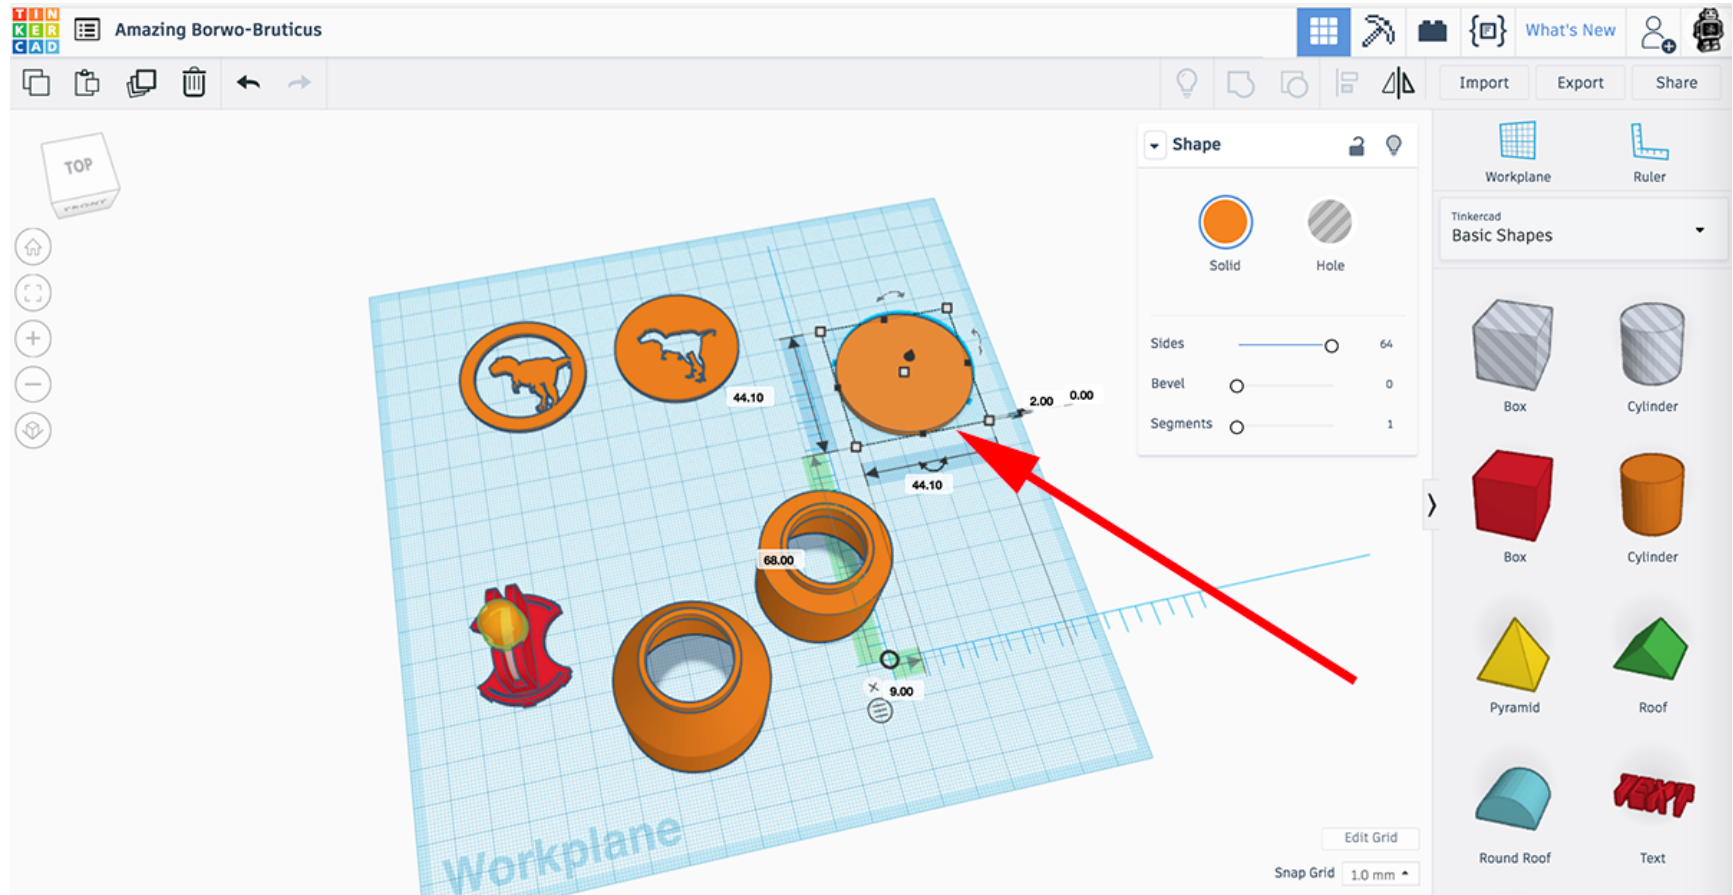 TIN
KER
CAD
Amazing Borwo-Bruticus
What's New
Import
Export
Share
TOP
FRONT
Shape
Solid
Hole
Sides 64
Bevel 0
Segments 1
Workplane
Ruler
Tinkercad
Basic Shapes
Box
Cylinder
Box
Cylinder
Pyramid
Roof
Round Roof
Text
TEXT
44.10
2.00
0.00
44.10
68.00
9.00
Workplane
Edit Grid
Snap Grid 1.0 mm